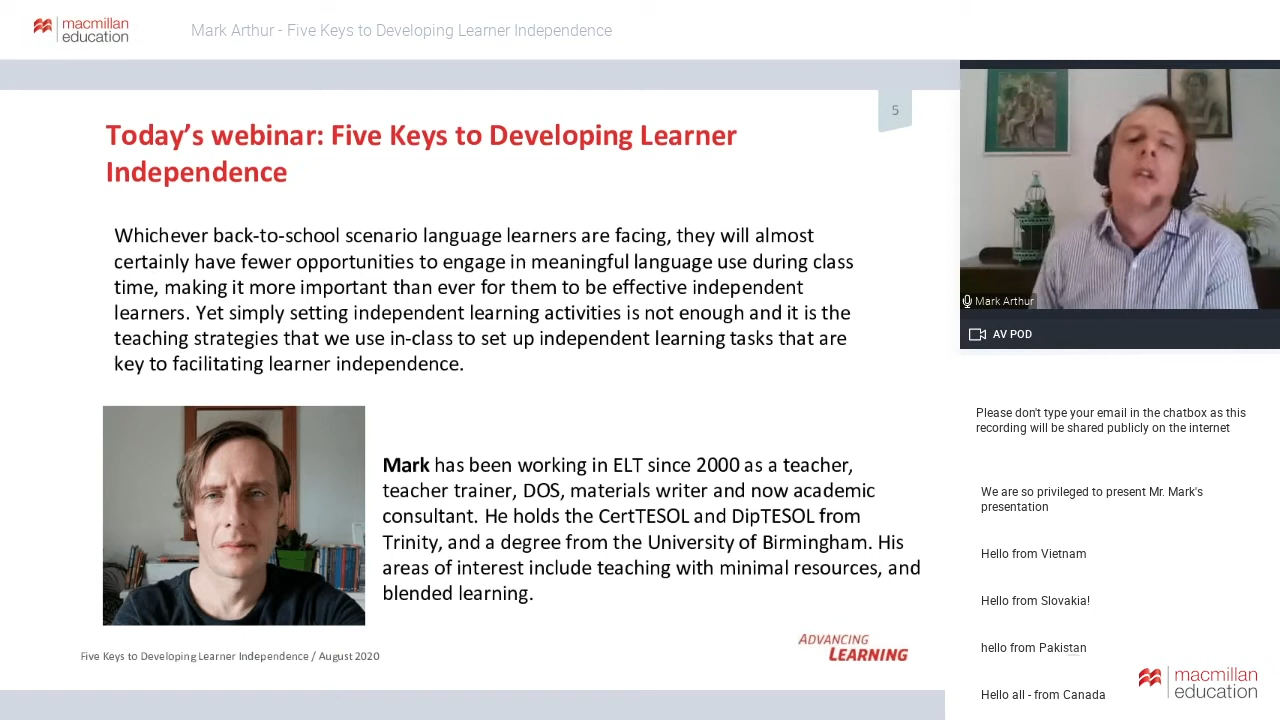 macmillan
education
Mark Arthur - Five Keys to Developing Learner Independence
5
Today's webinar: Five Keys to Developing Learner
Independence
Whichever back-to-school scenario language learners are facing, they will almost
certainly have fewer opportunities to engage in meaningful language use during class
time, making it more important than ever for them to be effective independent
learners. Yet simply setting independent learning activities is not enough and it is the
teaching strategies that we use in-class to set up independent learning tasks that are
key to facilitating learner independence.
Mark has been working in ELT since 2000 as a teacher,
teacher trainer, DOS, materials writer and now academic
consultant. He holds the CertTESOL and DipTESOL from
Trinity, and a degree from the University of Birmingham. His
areas of interest include teaching with minimal resources, and
blended learning.
Five Keys to Developing Learner Independence / August 2020
ADVANCING
LEARNING
Mark Arthur
AV POD
Please don't type your email in the chatbox as this
recording will be shared publicly on the internet
We are so privileged to present Mr. Mark's
presentation
Hello from Vietnam
Hello from Slovakia!
hello from Pakistan
Hello all - from Canada
macmillan
education